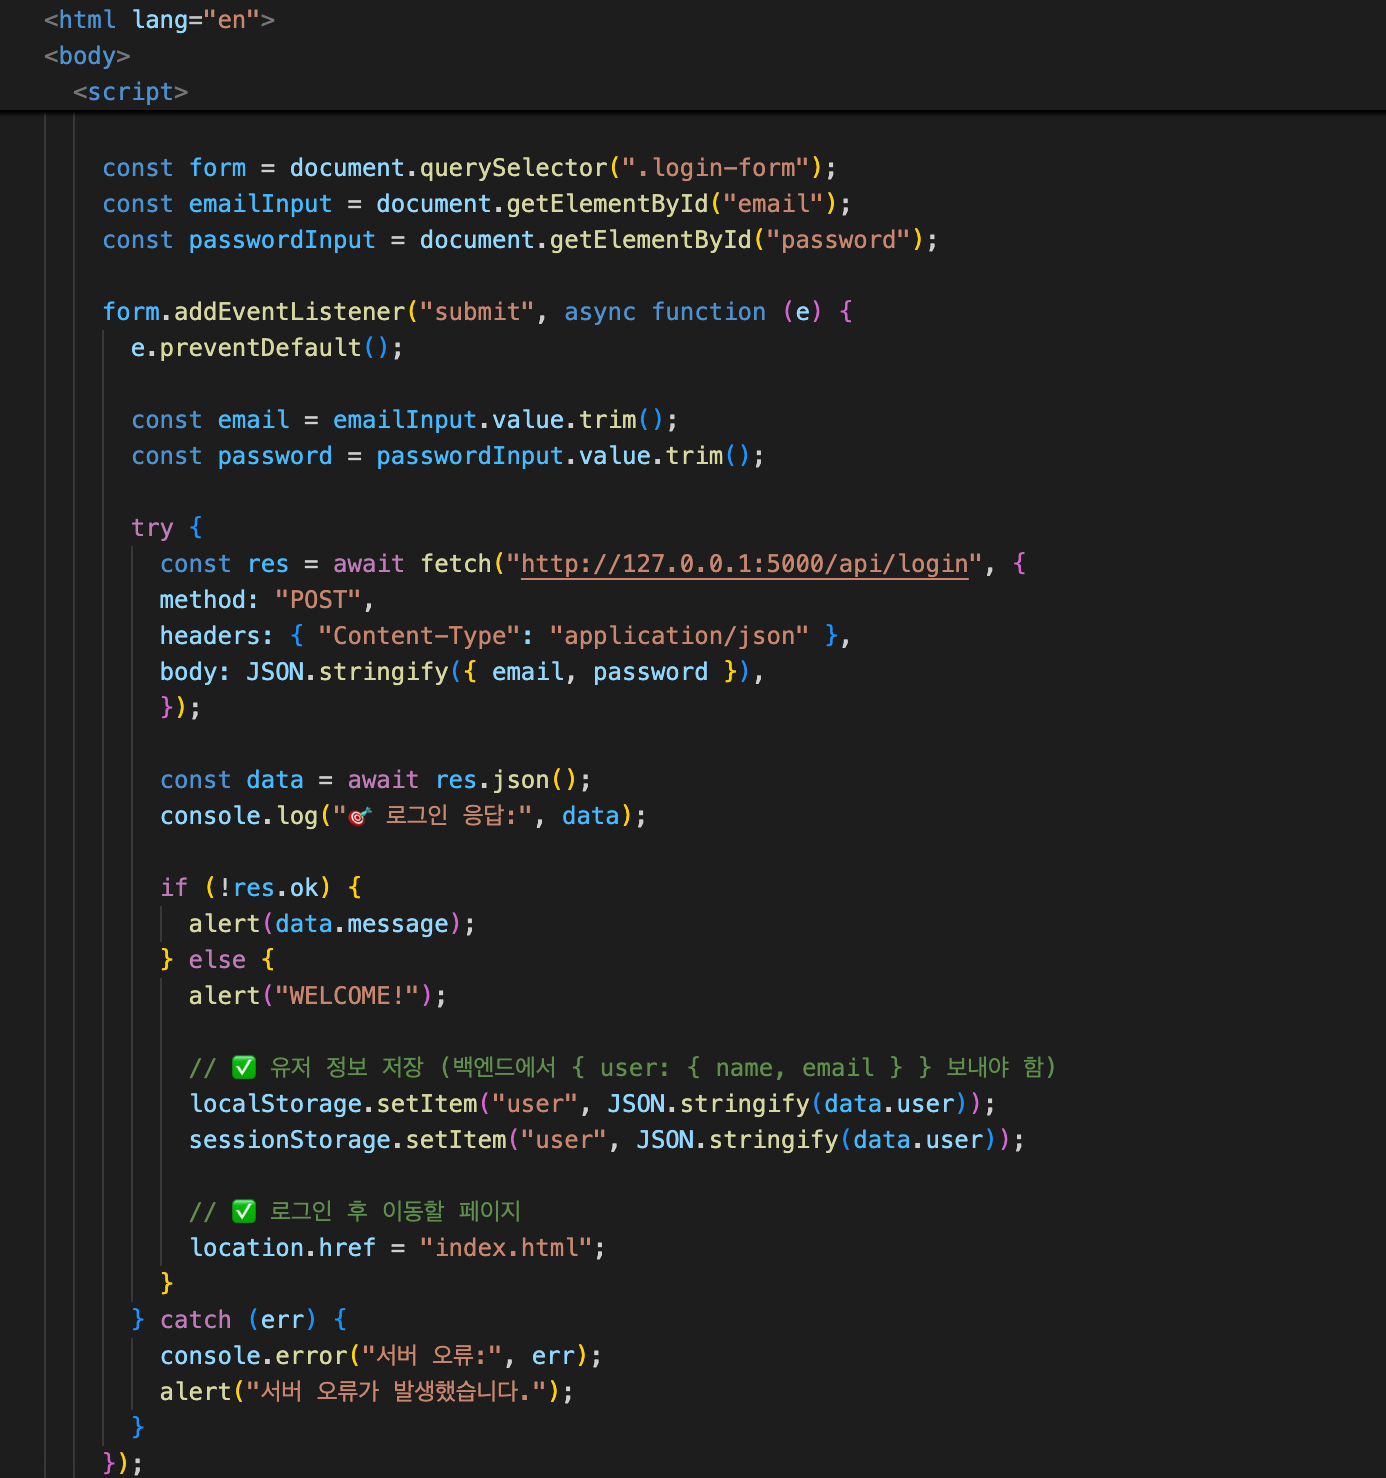 <html lang="en">
<body>
<script>
const form = document.querySelector(".login-form");
const emailInput = document.getElementById("email");
const passwordInput = document.getElementById("password");
form.addEventListener("submit", async function (e) {
e.preventDefault();
const email = emailInput.value.trim();
const password = passwordInput.value.trim();
try {
const res = await fetch("http://127.0.0.1:5000/api/login", {
method: "POST",
headers: { "Content-Type": "application/json" },
body: JSON.stringify({ email, password }),
});
const data = await res.json();
console.log("🎯 로그인 응답:", data);
if (!res.ok) {
alert(data.message);
} else {
alert("WELCOME!");
// ✅ 유저 정보 저장 (백엔드에서 { user: { name, email } } 보내야 함)
localStorage.setItem("user", JSON.stringify(data.user));
sessionStorage.setItem("user", JSON.stringify(data.user));
// ✅ 로그인 후 이동할 페이지
location.href = "index.html";
}
} catch (err) {
console.error("서버 오류:", err);
alert("서버 오류가 발생했습니다.");
}
});